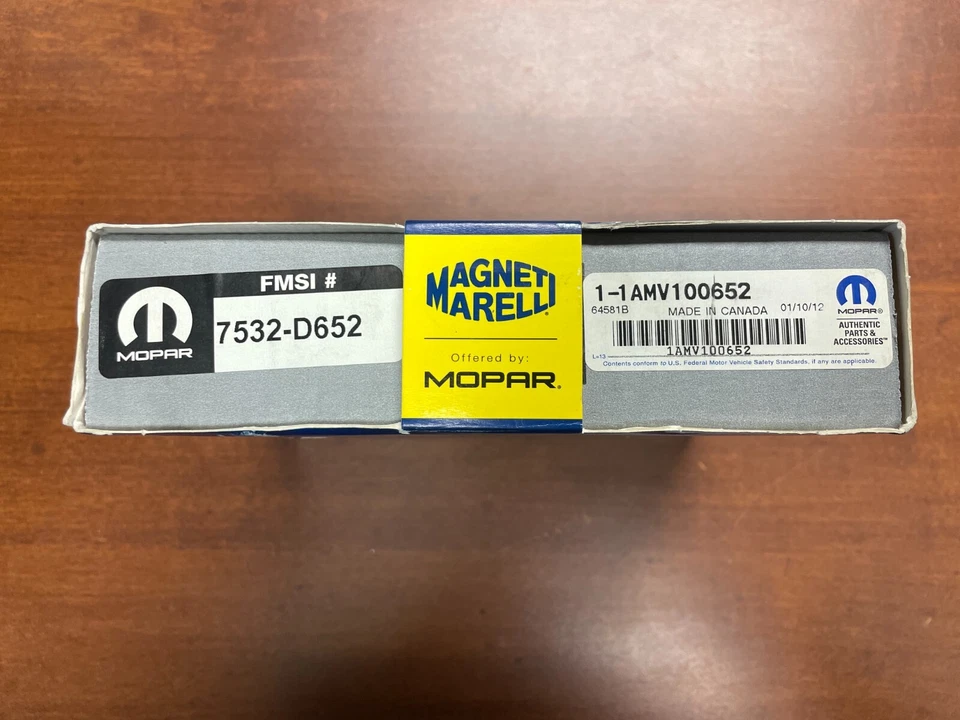 FMSI #
MOPAR
7532-D652
MAGNETI
MARELLI
Offered by:
MOPAR®
1-1AMV100652
64581B MADE IN CANADA 01/10/12
1AMV100652
L=13
Contents conform to U.S. Federal Motor Vehicle Safety Standards, if any are applicable.
MOPAR®
AUTHENTIC
PARTS &
ACCESSORIES™